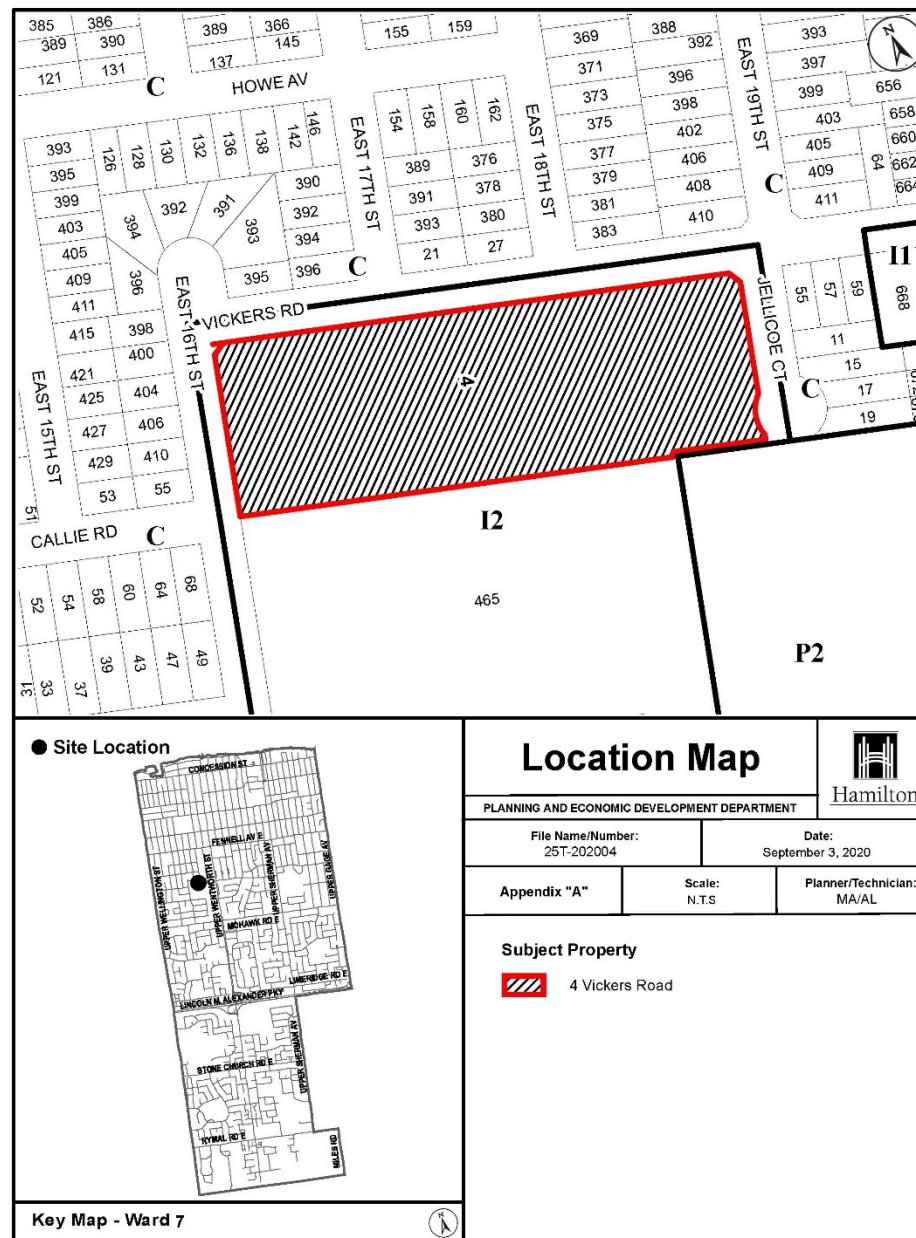 385 386
389 390
121 131
C
389 366
145
137
HOWE AV
155 159
369 388
392
371
396
373
398
375
402
377
406
379
408
381
410
383
EAST 19TH ST
393
397
399 656
403 658
405 660
64
409 662
411 664
C
N
393
395
399
403
405
409
411
415
421
425
427
429
53 55
126 128 130 132 136 138 142 146
394 392 391 393
396
398
400
404
406
410
390
392
394
395 396
EAST 17TH ST
C
154 158 160 162
389 376
391 378
393 380
21 27
EAST 18TH ST
EAST 16TH ST
VICKERS RD
EAST 15TH ST
JELLICOE CT
55 57 59
11
15
17
19
C
I1
668
4
51
CALLIE RD C
52 54 58 60 64 68
31 33 37 39 43 47 49
I2
465
P2
Site Location
CONCESSION ST
FENNELL AV E
UPPER WELLINGTON ST
UPPER WENTWORTH ST
UPPER SHERMAN AV
UPPER GAGE AV
MOHAWK RD E
LIMERIDGE RD E
LINCOLN M. ALEXANDER PKY
UPPER SHERMAN AV
STONE CHURCH RD E
RYMAL RD E
MILES RD
Key Map - Ward 7
N
Location Map
Hamilton
PLANNING AND ECONOMIC DEVELOPMENT DEPARTMENT
File Name/Number:
25T-202004
Date:
September 3, 2020
Appendix "A"
Scale:
N.T.S
Planner/Technician:
MA/AL
Subject Property
4 Vickers Road